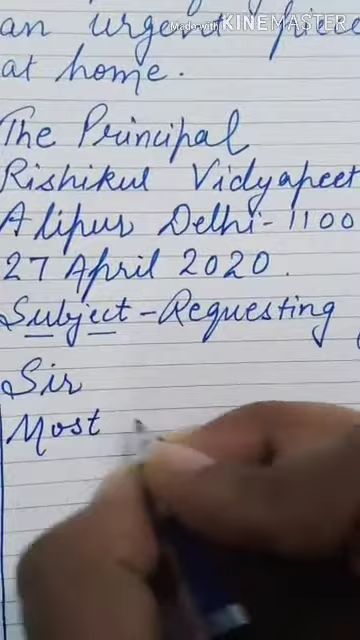 an urgent piece
Made with KINEMASTER
at home.
The Principal
Rishikul Vidyapeet
Alipur Delhi-1100
27 April 2020.
Subject-Requesting
Sir
Most